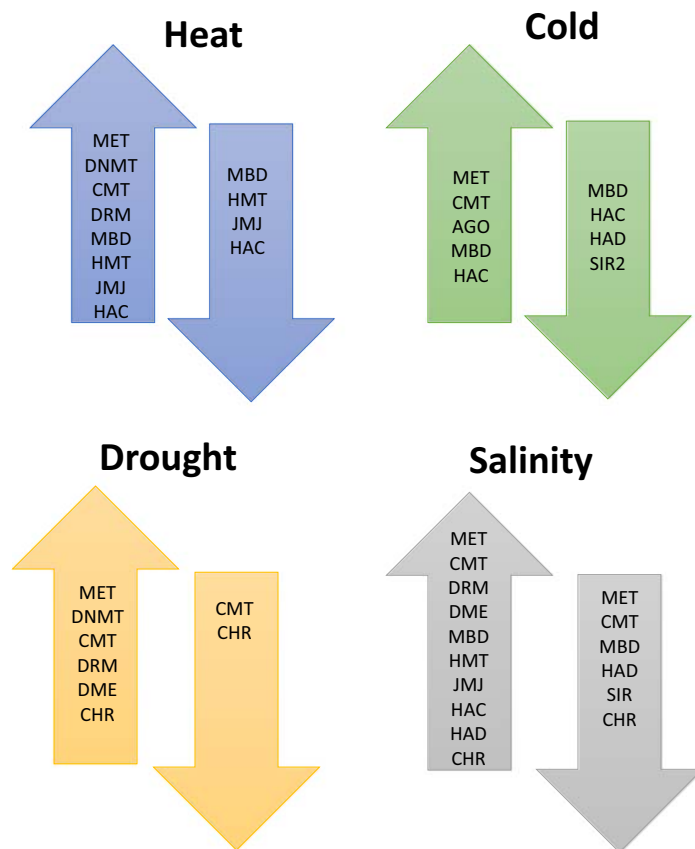 Heat
MET
DNMT
CMT
DRM
MBD
HMT
JMJ
HAC
MBD
HMT
JMJ
HAC
Cold
MET
CMT
AGO
MBD
HAC
MBD
HAC
HAD
SIR2
Drought
MET
DNMT
CMT
DRM
DME
CHR
CMT
CHR
Salinity
MET
CMT
DRM
DME
MBD
HMT
JMJ
HAC
HAD
CHR
MET
CMT
MBD
HAD
SIR
CHR